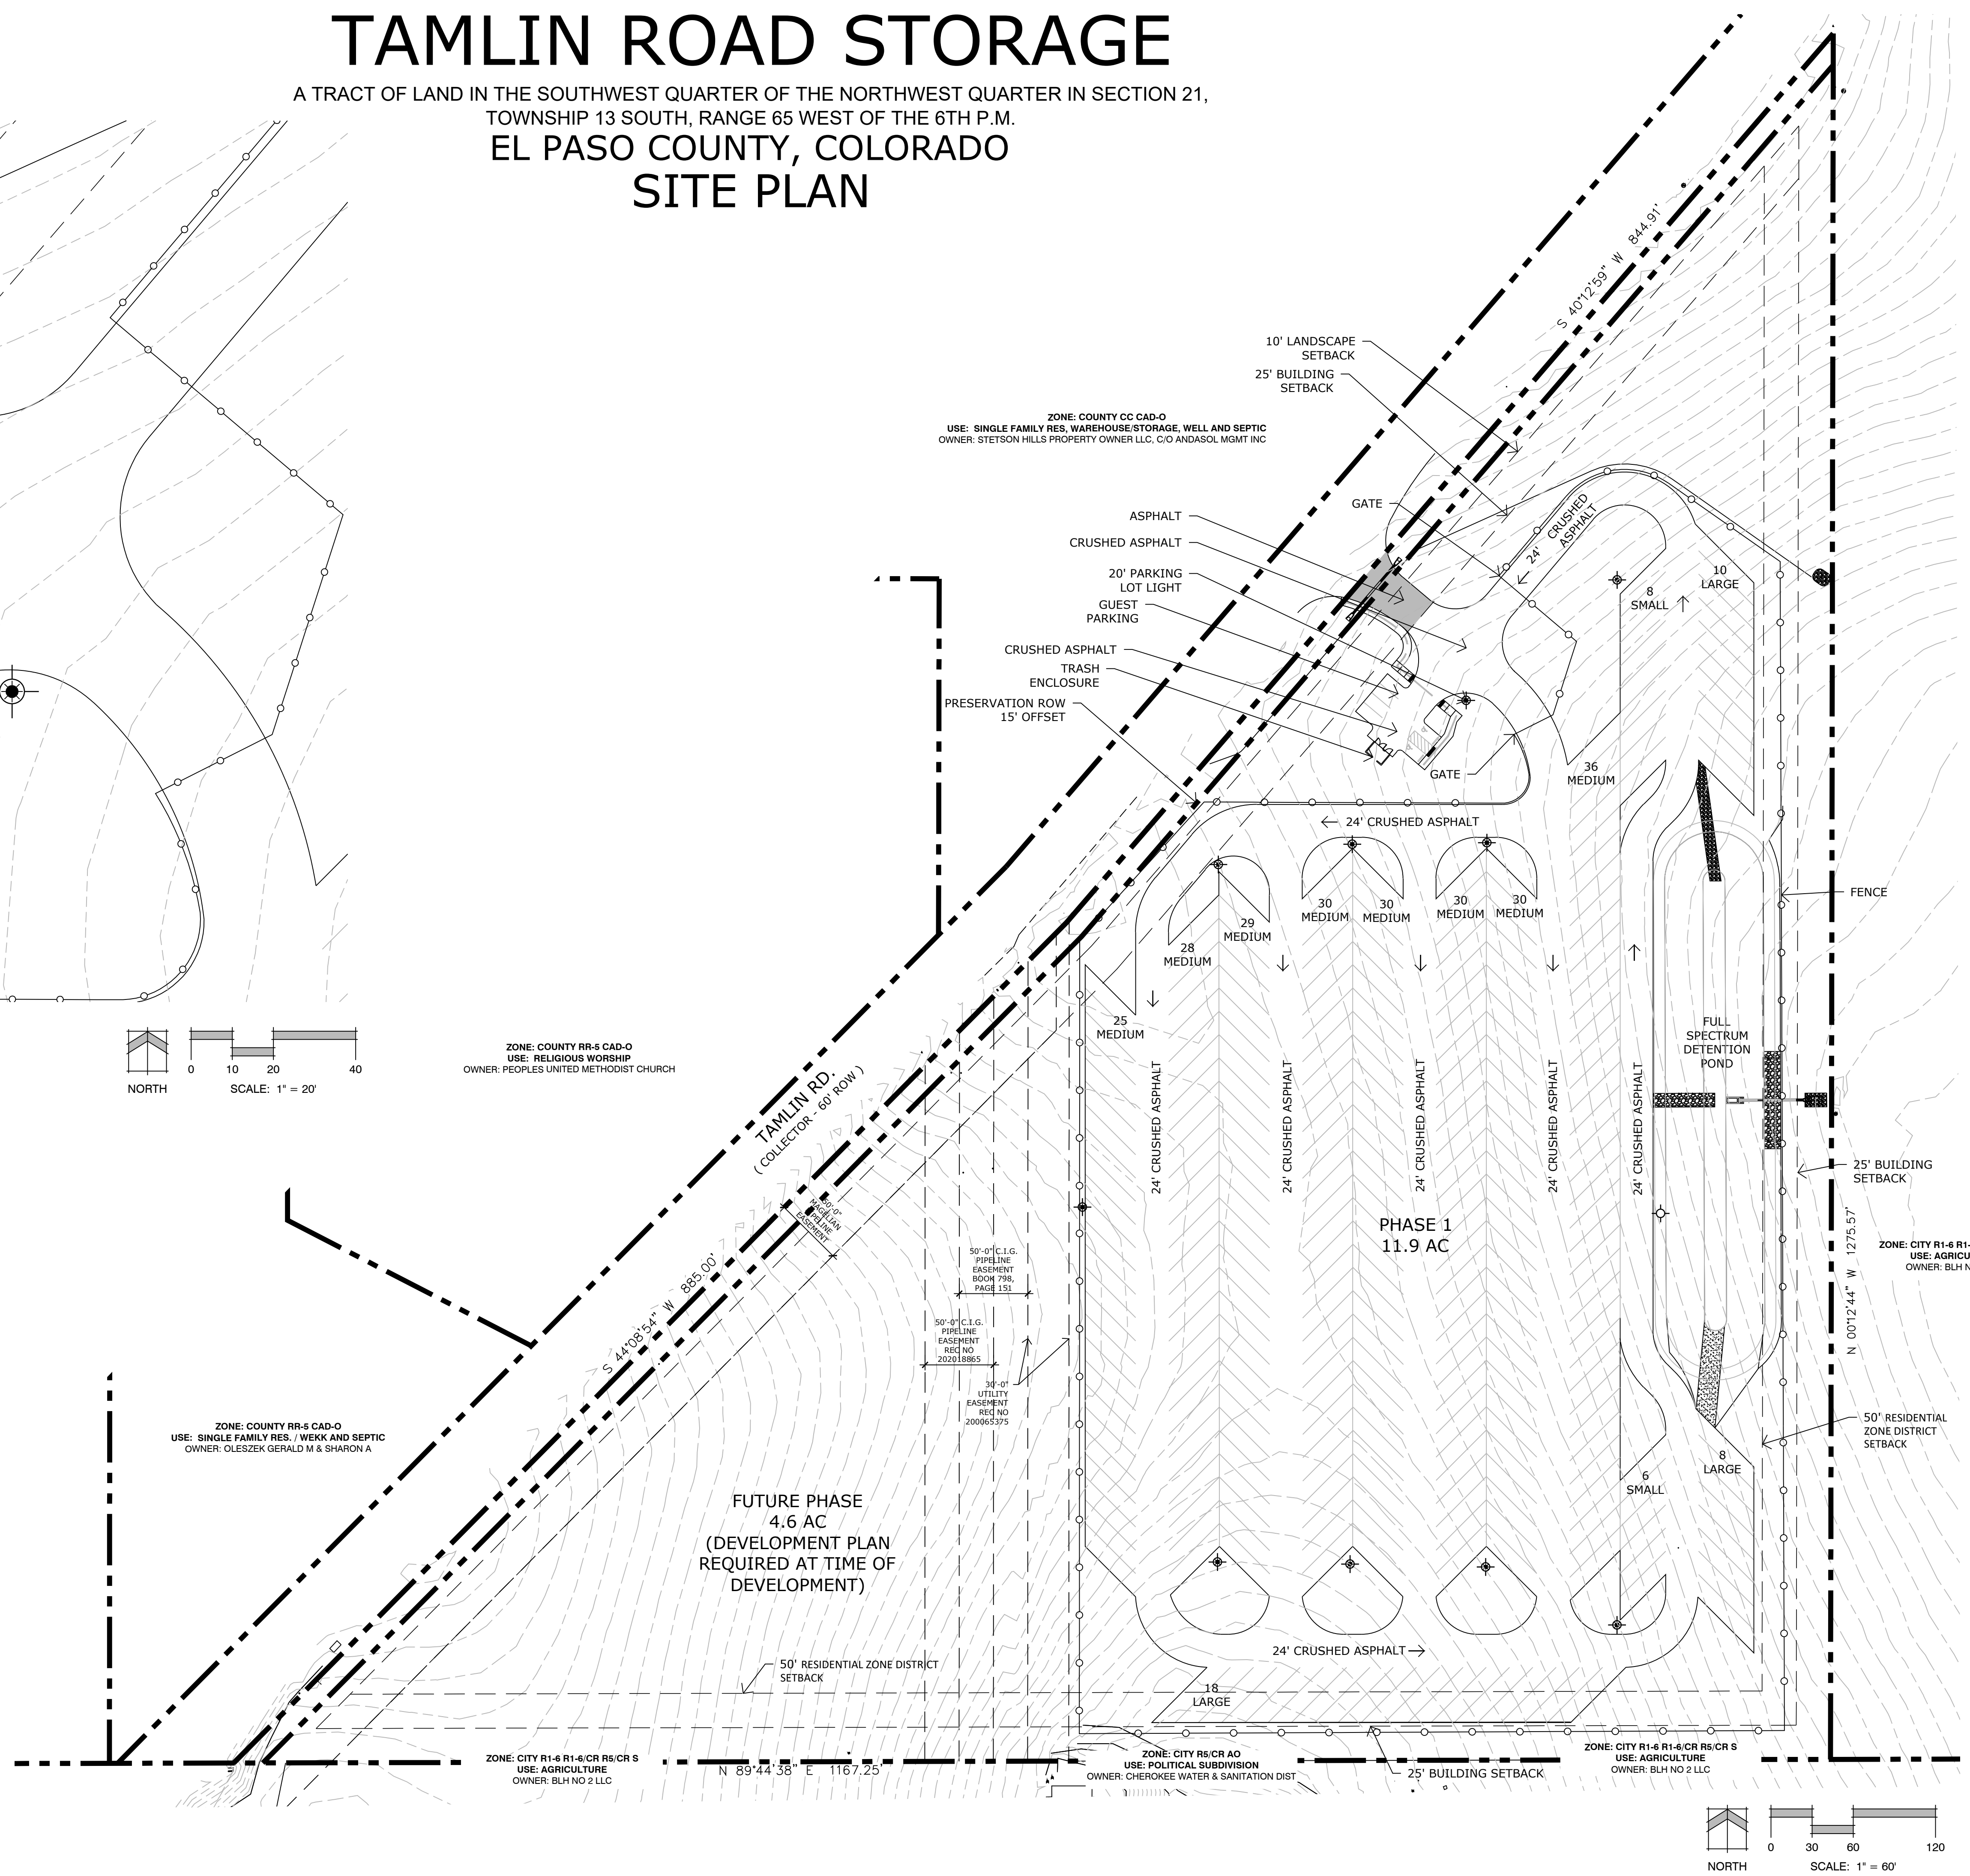 TAMLIN ROAD STORAGE
A TRACT OF LAND IN THE SOUTHWEST QUARTER OF THE NORTHWEST QUARTER IN SECTION 21,
TOWNSHIP 13 SOUTH, RANGE 65 WEST OF THE 6TH P.M.
EL PASO COUNTY, COLORADO
SITE PLAN
S 40°12'59" W 844.91'
10' LANDSCAPE
SETBACK
25' BUILDING
SETBACK
ZONE: COUNTY CC CAD-O
USE: SINGLE FAMILY RES, WAREHOUSE/STORAGE, WELL AND SEPTIC
OWNER: STETSON HILLS PROPERTY OWNER LLC, C/O ANDASOL MGMT INC
GATE
ASPHALT
CRUSHED ASPHALT
20' PARKING
LOT LIGHT
GUEST
PARKING
CRUSHED ASPHALT
TRASH
ENCLOSURE
PRESERVATION ROW
15' OFFSET
24' CRUSHED
ASPHALT
8
SMALL
10
LARGE
36
MEDIUM
GATE
24' CRUSHED ASPHALT
28
MEDIUM
29
MEDIUM
30
MEDIUM
30
MEDIUM
30
MEDIUM
30
MEDIUM
25
MEDIUM
FENCE
FULL
SPECTRUM
DETENTION
POND
24' CRUSHED ASPHALT
24' CRUSHED ASPHALT
24' CRUSHED ASPHALT
24' CRUSHED ASPHALT
24' CRUSHED ASPHALT
NORTH
0 10 20 40
SCALE: 1" = 20'
ZONE: COUNTY RR-5 CAD-O
USE: RELIGIOUS WORSHIP
OWNER: PEOPLES UNITED METHODIST CHURCH
TAMLIN RD.
( COLLECTOR - 60' ROW )
50'-0"
MAGELLAN
PIPELINE
EASEMENT
S 44°08'54" W 885.00'
50'-0" C.I.G.
PIPELINE
EASEMENT
BOOK 798,
PAGE 151
50'-0" C.I.G.
PIPELINE
EASEMENT
REC NO
202018865
30'-0"
UTILITY
EASEMENT
REC NO
200065375
PHASE 1
11.9 AC
25' BUILDING
SETBACK
N 00°12'44" W 1275.57'
ZONE: CITY R1-6 R1-
USE: AGRICU
OWNER: BLH N
50' RESIDENTIAL
ZONE DISTRICT
SETBACK
ZONE: COUNTY RR-5 CAD-O
USE: SINGLE FAMILY RES. / WEKK AND SEPTIC
OWNER: OLESZEK GERALD M & SHARON A
8
LARGE
6
SMALL
FUTURE PHASE
4.6 AC
(DEVELOPMENT PLAN
REQUIRED AT TIME OF
DEVELOPMENT)
24' CRUSHED ASPHALT
50' RESIDENTIAL ZONE DISTRICT
SETBACK
18
LARGE
ZONE: CITY R1-6 R1-6/CR R5/CR S
USE: AGRICULTURE
OWNER: BLH NO 2 LLC
N 89°44'38" E 1167.25'
ZONE: CITY R5/CR AO
USE: POLITICAL SUBDIVISION
OWNER: CHEROKEE WATER & SANITATION DIST
25' BUILDING SETBACK
ZONE: CITY R1-6 R1-6/CR R5/CR S
USE: AGRICULTURE
OWNER: BLH NO 2 LLC
NORTH
0 30 60 120
SCALE: 1" = 60'